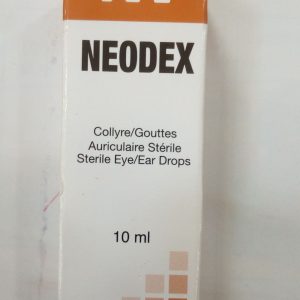 NEODEX
Collyre/Gouttes
Auriculaire Stérile
Sterile Eye/Ear Drops
10 ml